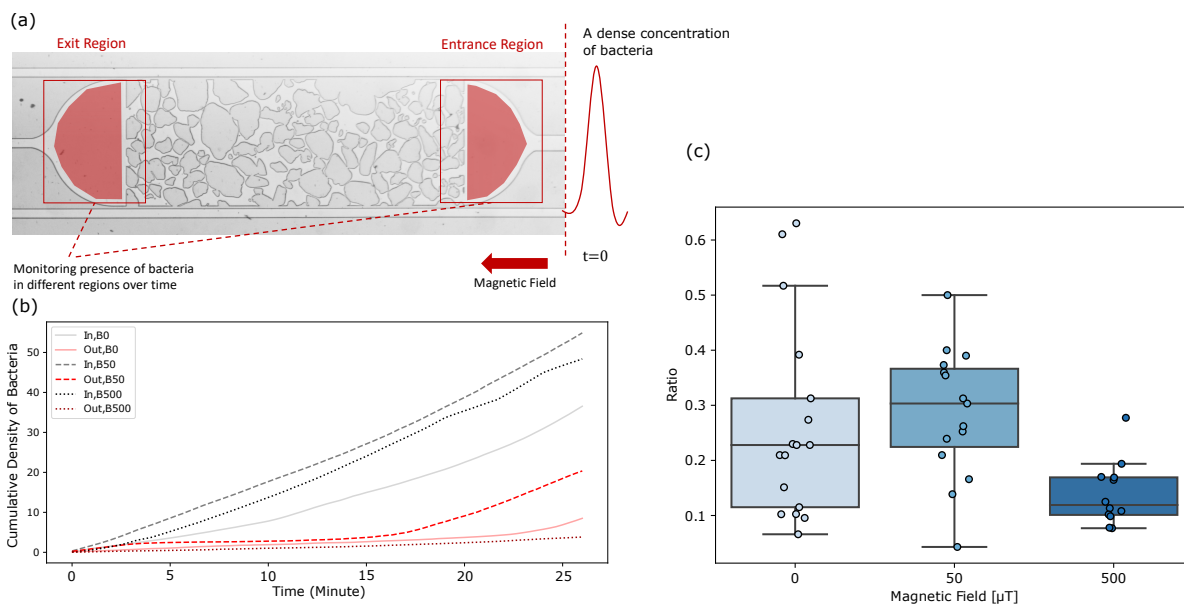 (a)
Exit Region
Entrance Region
A dense concentration
of bacteria
t=0
Monitoring presence of bacteria
in different regions over time
Magnetic Field
(b)
In,B0
Out,B0
In,B50
Out,B50
In,B500
Out,B500
50
40
30
20
10
0
Cumulative Density of Bacteria
0
5
10
15
20
25
Time (Minute)
(c)
0.6
0.5
0.4
0.3
0.2
0.1
Ratio
0
50
500
Magnetic Field [μT]